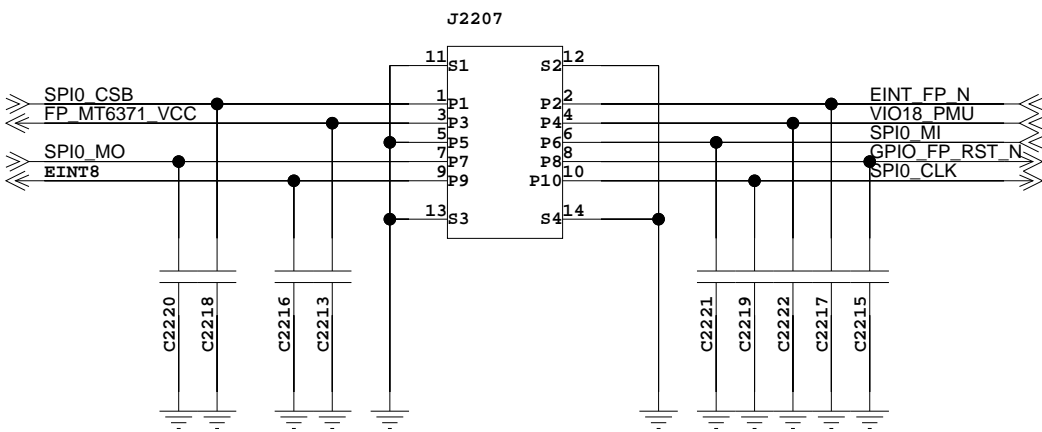 J2207
11 S1 S2 12
SPI0_CSB 1 P1 P2 2 EINT_FP_N
FP_MT6371_VCC 3 P3 P4 4 VIO18_PMU
5 P5 P6 6 SPI0_MI
SPI0_MO 7 P7 P8 8 GPIO_FP_RST_N
EINT8 9 P9 P10 10 SPI0_CLK
13 S3 S4 14
C2220 C2218 C2216 C2213 C2221 C2219 C2222 C2217 C2215